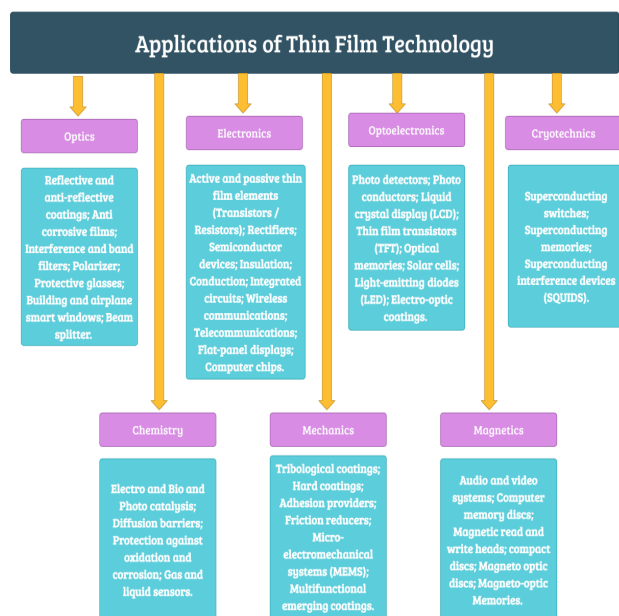 Applications of Thin Film Technology
Optics
Reflective and
anti-reflective
coatings; Anti
corrosive films;
Interference and band
filters; Polarizer;
Protective glasses;
Building and airplane
smart windows; Beam
splitter.
Electronics
Active and passive thin
film elements
(Transistors /
Resistors); Rectifiers;
Semiconductor
devices; Insulation;
Conduction; Integrated
circuits; Wireless
communications;
Telecommunications;
Flat-panel displays;
Computer chips.
Optoelectronics
Photo detectors; Photo
conductors; Liquid
crystal display (LCD);
Thin film transistors
(TFT); Optical
memories; Solar cells;
Light-emitting diodes
(LED); Electro-optic
coatings.
Cryotechnics
Superconducting
switches;
Superconducting
memories;
Superconducting
interference devices
(SQUIDS).
Chemistry
Electro and Bio and
Photo catalysis;
Diffusion barriers;
Protection against
oxidation and
corrosion; Gas and
liquid sensors.
Mechanics
Tribological coatings;
Hard coatings;
Adhesion providers;
Friction reducers;
Micro-
electromechanical
systems (MEMS);
Multifunctional
emerging coatings.
Magnetics
Audio and video
systems; Computer
memory discs;
Magnetic read and
write heads; compact
discs; Magneto optic
discs; Magneto-optic
Memories.